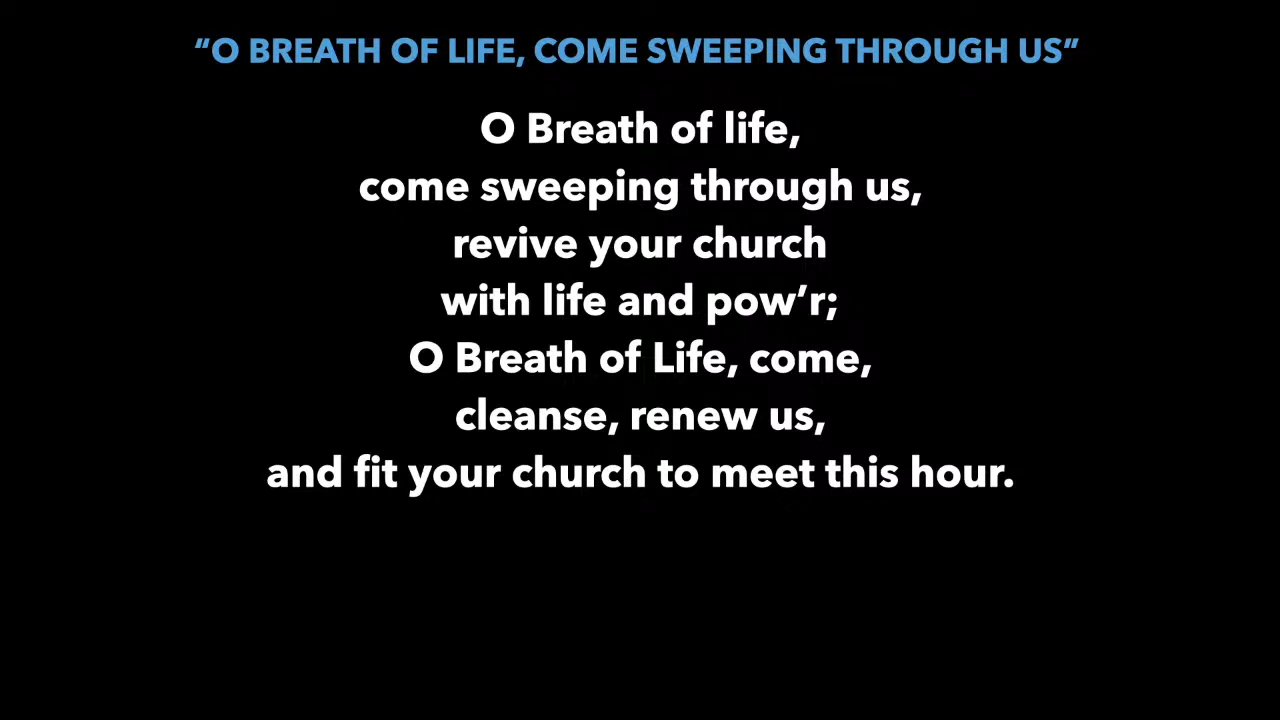 “O BREATH OF LIFE, COME SWEEPING THROUGH US”
O Breath of life,
come sweeping through us,
revive your church
with life and pow’r;
O Breath of Life, come,
cleanse, renew us,
and fit your church to meet this hour.